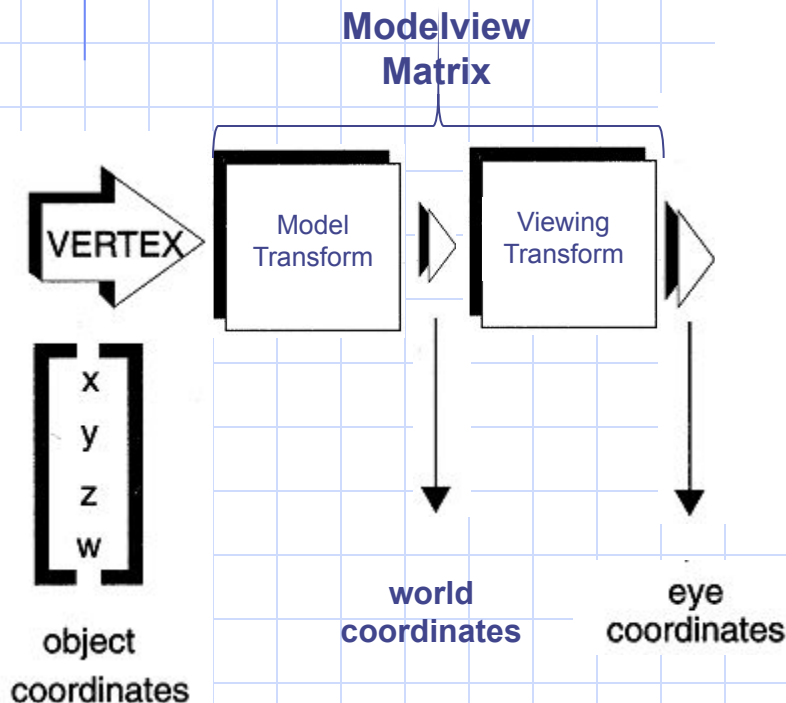 Modelview
Matrix
VERTEX
Model
Transform
Viewing
Transform
x
y
z
w
object
coordinates
world
coordinates
eye
coordinates